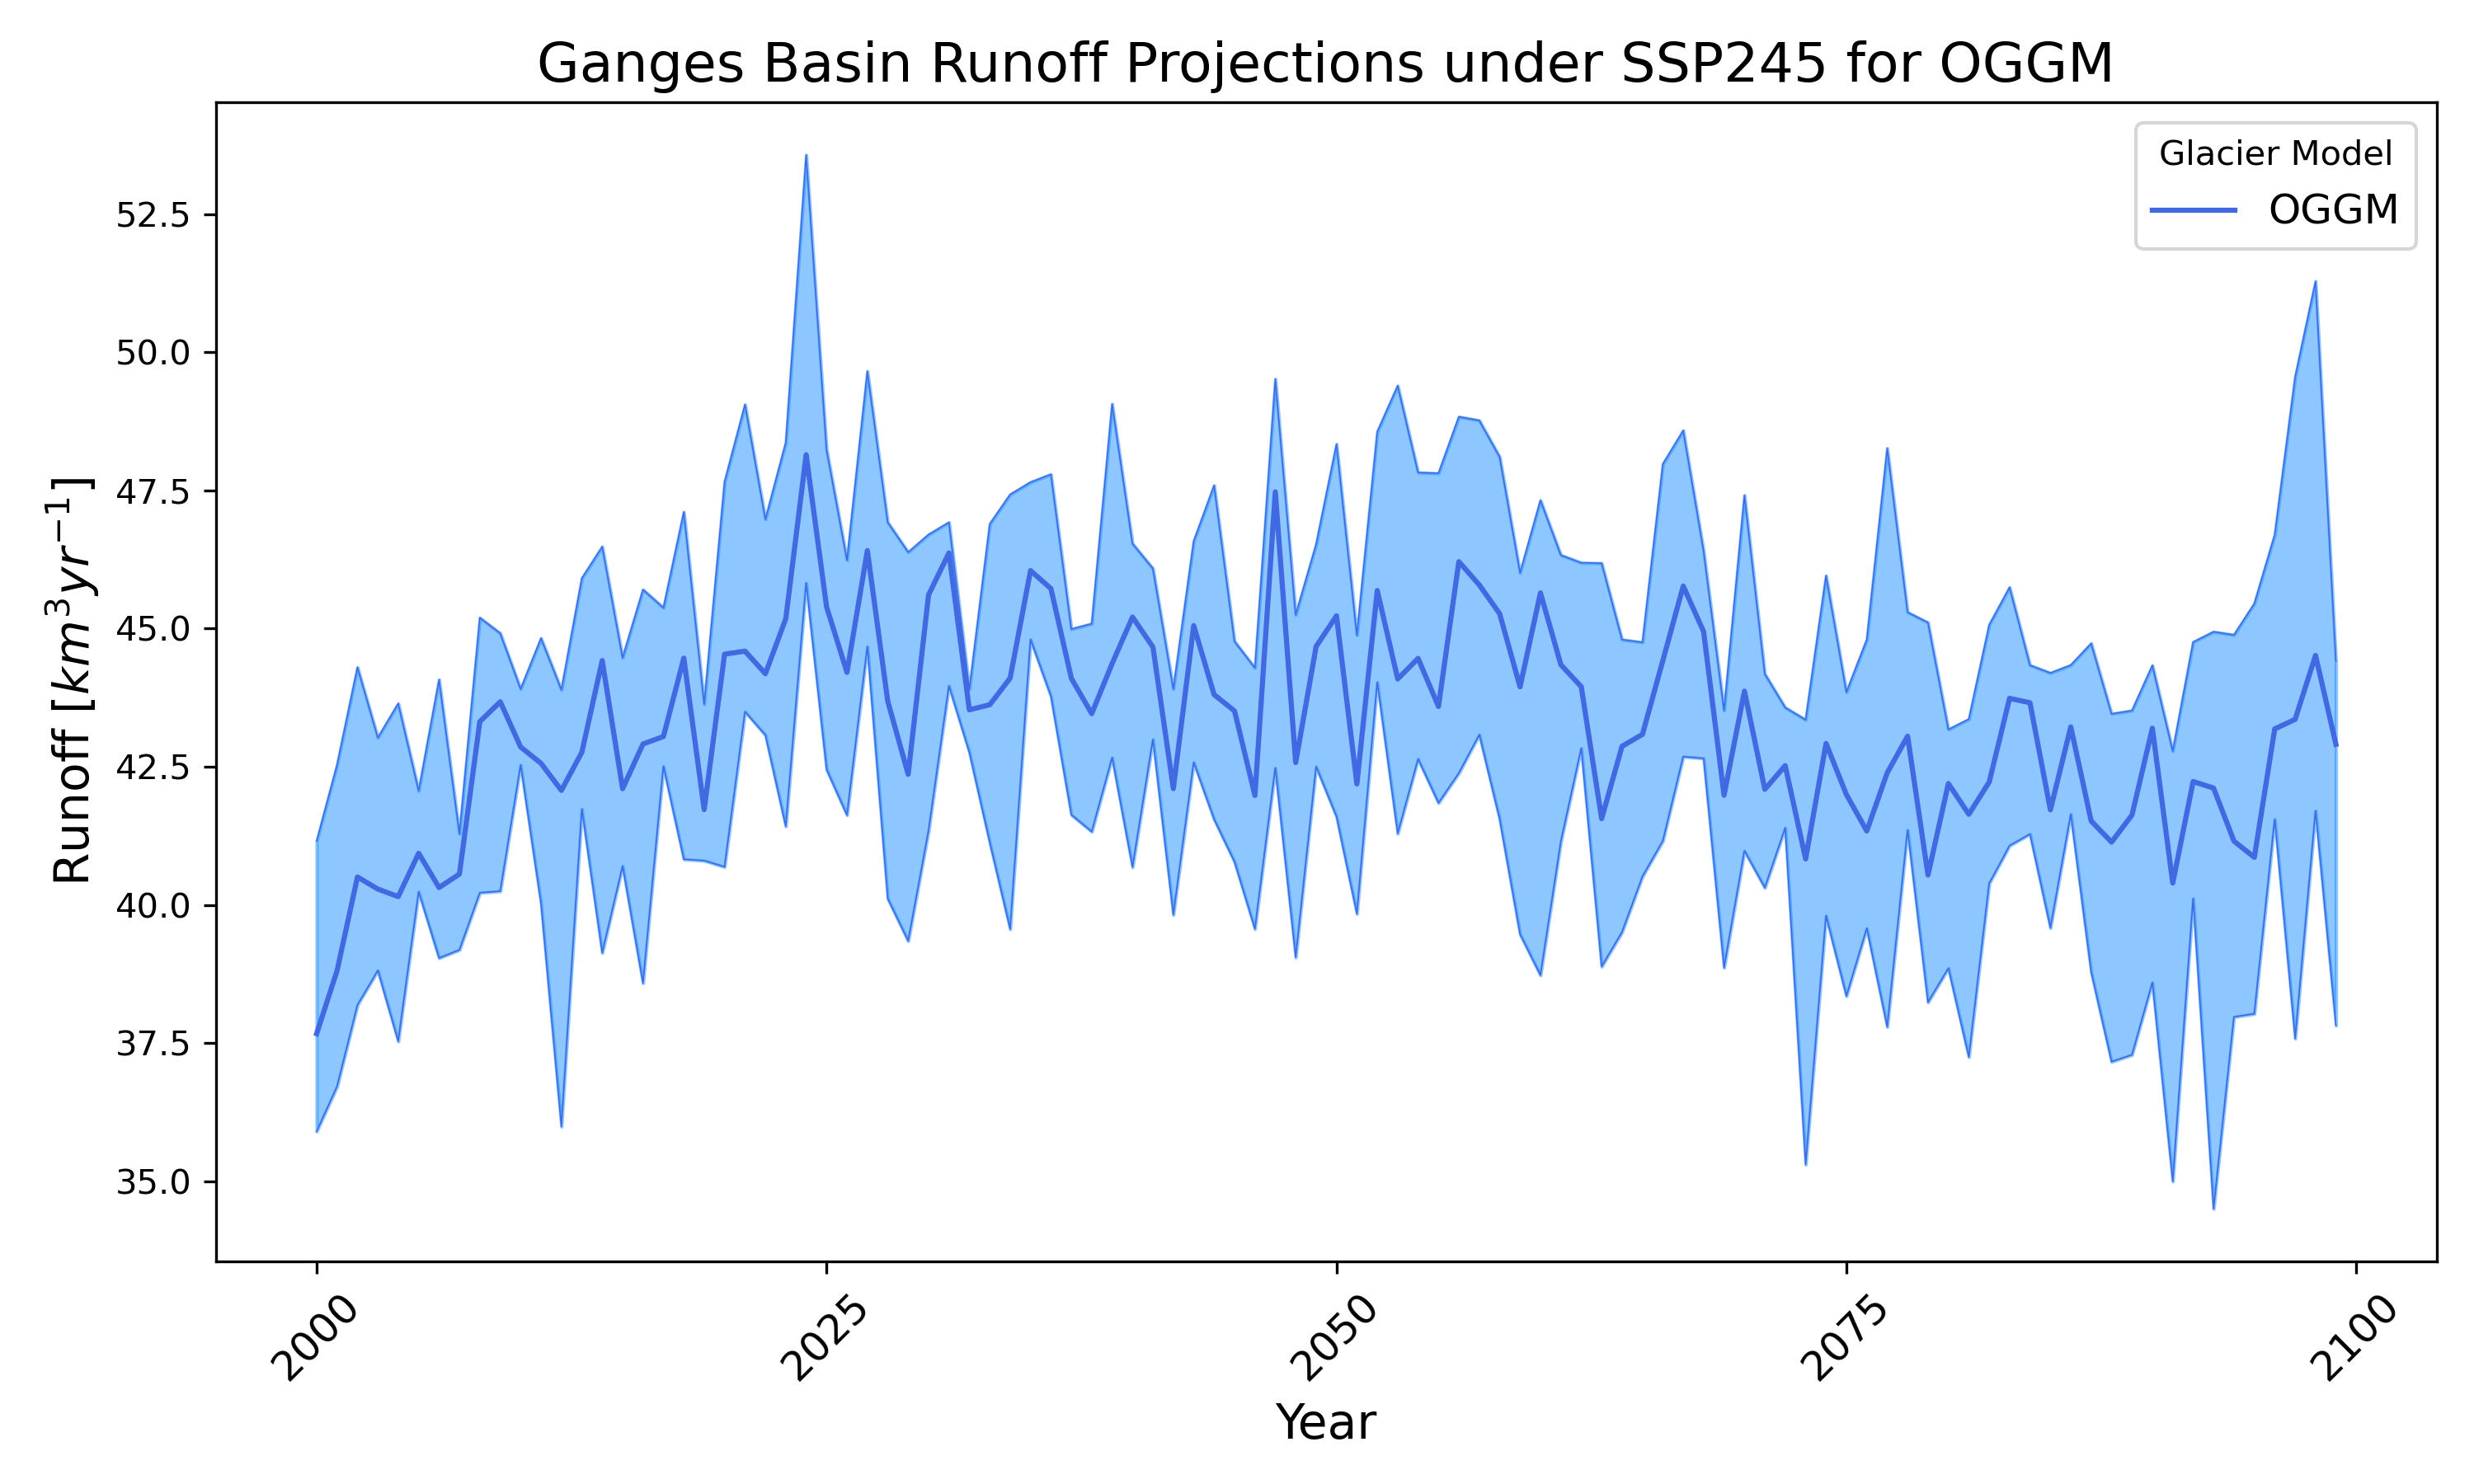 Ganges Basin Runoff Projections under SSP245 for OGGM
Glacier Model
OGGM
Runoff [km³yr⁻¹]
52.5
50.0
47.5
45.0
42.5
40.0
37.5
35.0
2000
2025
2050
2075
2100
Year